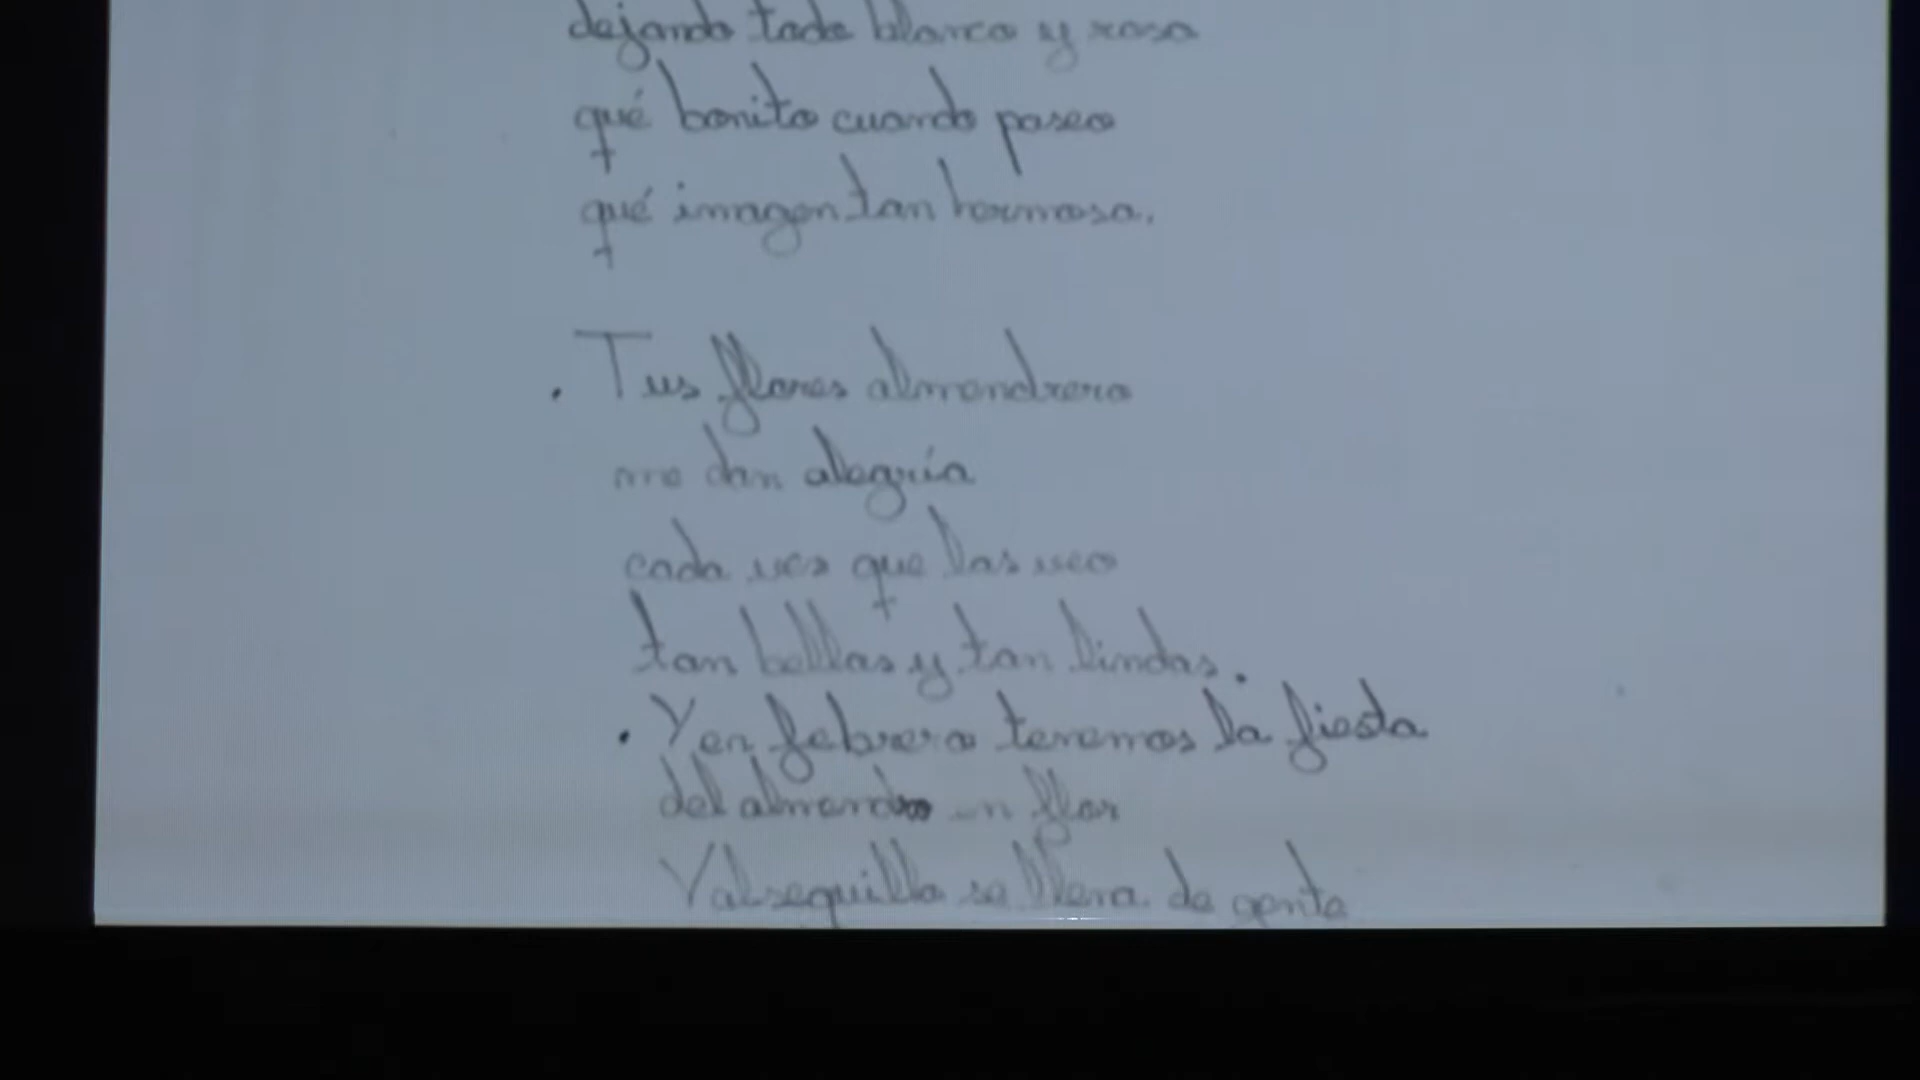 dejando todo blanco y rosa
qué bonito cuando paseo
qué imagen tan hermosa.
. Tus flores almendrero
me dan alegría
cada vez que las veo
tan bellas y tan lindas.
. Y en febrero tenemos la fiesta
del almendro en flor
Valsequillo se llena de gente